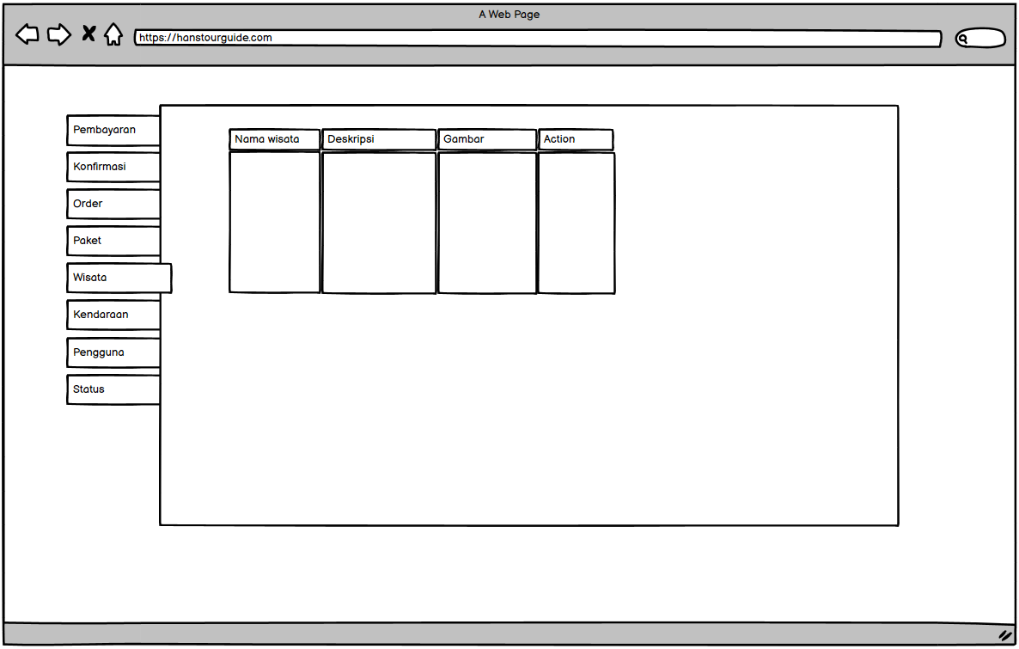 A Web Page
https://hanstourguide.com
Pembayaran
Konfirmasi
Order
Paket
Wisata
Kendaraan
Pengguna
Status
Nama wisata Deskripsi Gambar Action